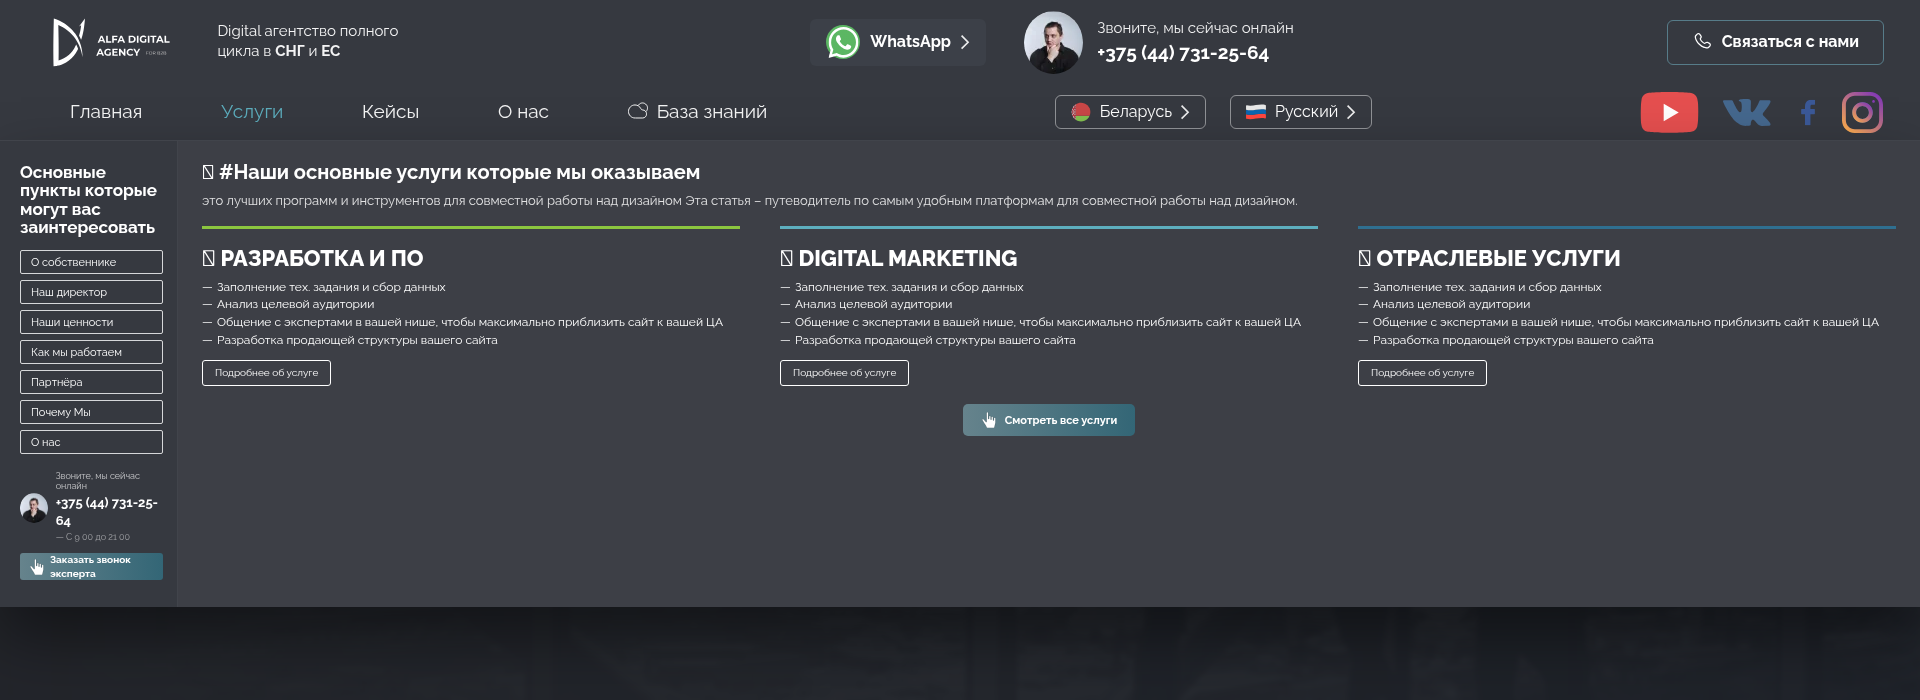 ALFA DIGITAL
AGENCY FOR B2B
Digital агентство полного
цикла в СНГ и ЕС
WhatsApp
Звоните, мы сейчас онлайн
+375 (44) 731-25-64
Связаться с нами
Главная
Услуги
Кейсы
О нас
База знаний
Беларусь
Русский
Основные
пункты которые
могут вас
заинтересовать
О собственнике
Наш директор
Наши ценности
Как мы работаем
Партнёра
Почему Мы
О нас
Звоните, мы сейчас
онлайн
+375 (44) 731-25-
64
— С 9 00 до 21 00
Заказать звонок
эксперта
#Наши основные услуги которые мы оказываем
это лучших программ и инструментов для совместной работы над дизайном Эта статья – путеводитель по самым удобным платформам для совместной работы над дизайном.
РАЗРАБОТКА И ПО
— Заполнение тех. задания и сбор данных
— Анализ целевой аудитории
— Общение с экспертами в вашей нише, чтобы максимально приблизить сайт к вашей ЦА
— Разработка продающей структуры вашего сайта
Подробнее об услуге
DIGITAL MARKETING
— Заполнение тех. задания и сбор данных
— Анализ целевой аудитории
— Общение с экспертами в вашей нише, чтобы максимально приблизить сайт к вашей ЦА
— Разработка продающей структуры вашего сайта
Подробнее об услуге
ОТРАСЛЕВЫЕ УСЛУГИ
— Заполнение тех. задания и сбор данных
— Анализ целевой аудитории
— Общение с экспертами в вашей нише, чтобы максимально приблизить сайт к вашей ЦА
— Разработка продающей структуры вашего сайта
Подробнее об услуге
Смотреть все услуги